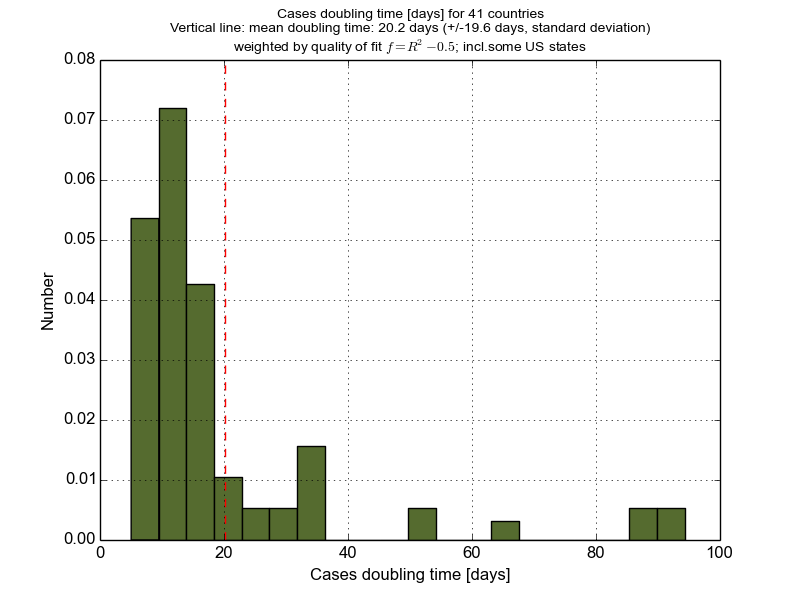 Cases doubling time [days] for 41 countries
Vertical line: mean doubling time: 20.2 days (+/-19.6 days, standard deviation)
weighted by quality of fit f=R² −0.5; incl.some US states
0.08
0.07
0.06
0.05
0.04
0.03
0.02
0.01
0.00
Number
0 20 40 60 80 100
Cases doubling time [days]